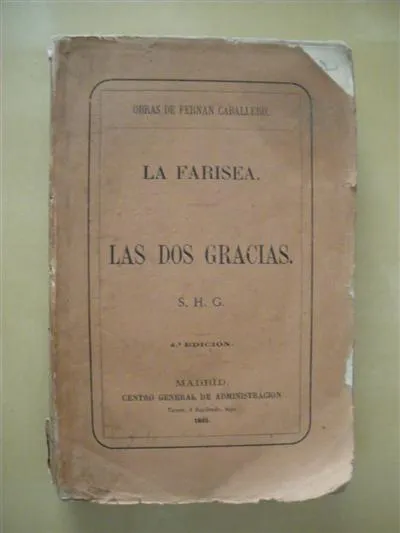 OBRAS DE FERNAN CABALLERO.
LA FARISEA.
LAS DOS GRACIAS.
S. H. G.
4.ª EDICION.
MADRID.
CENTRO GENERAL DE ADMINISTRACION